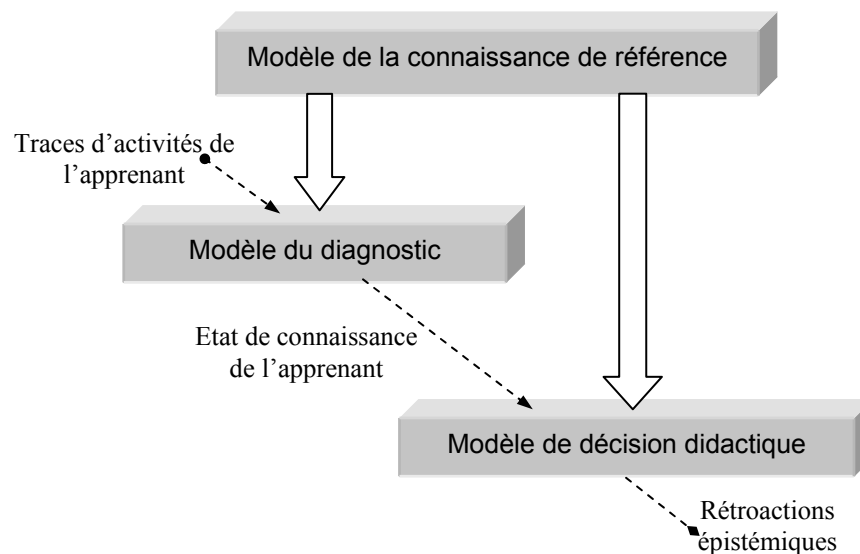 Modèle de la connaissance de référence
Traces d’activités de
l’apprenant
Modèle du diagnostic
Etat de connaissance
de l’apprenant
Modèle de décision didactique
Rétroactions
épistémiques